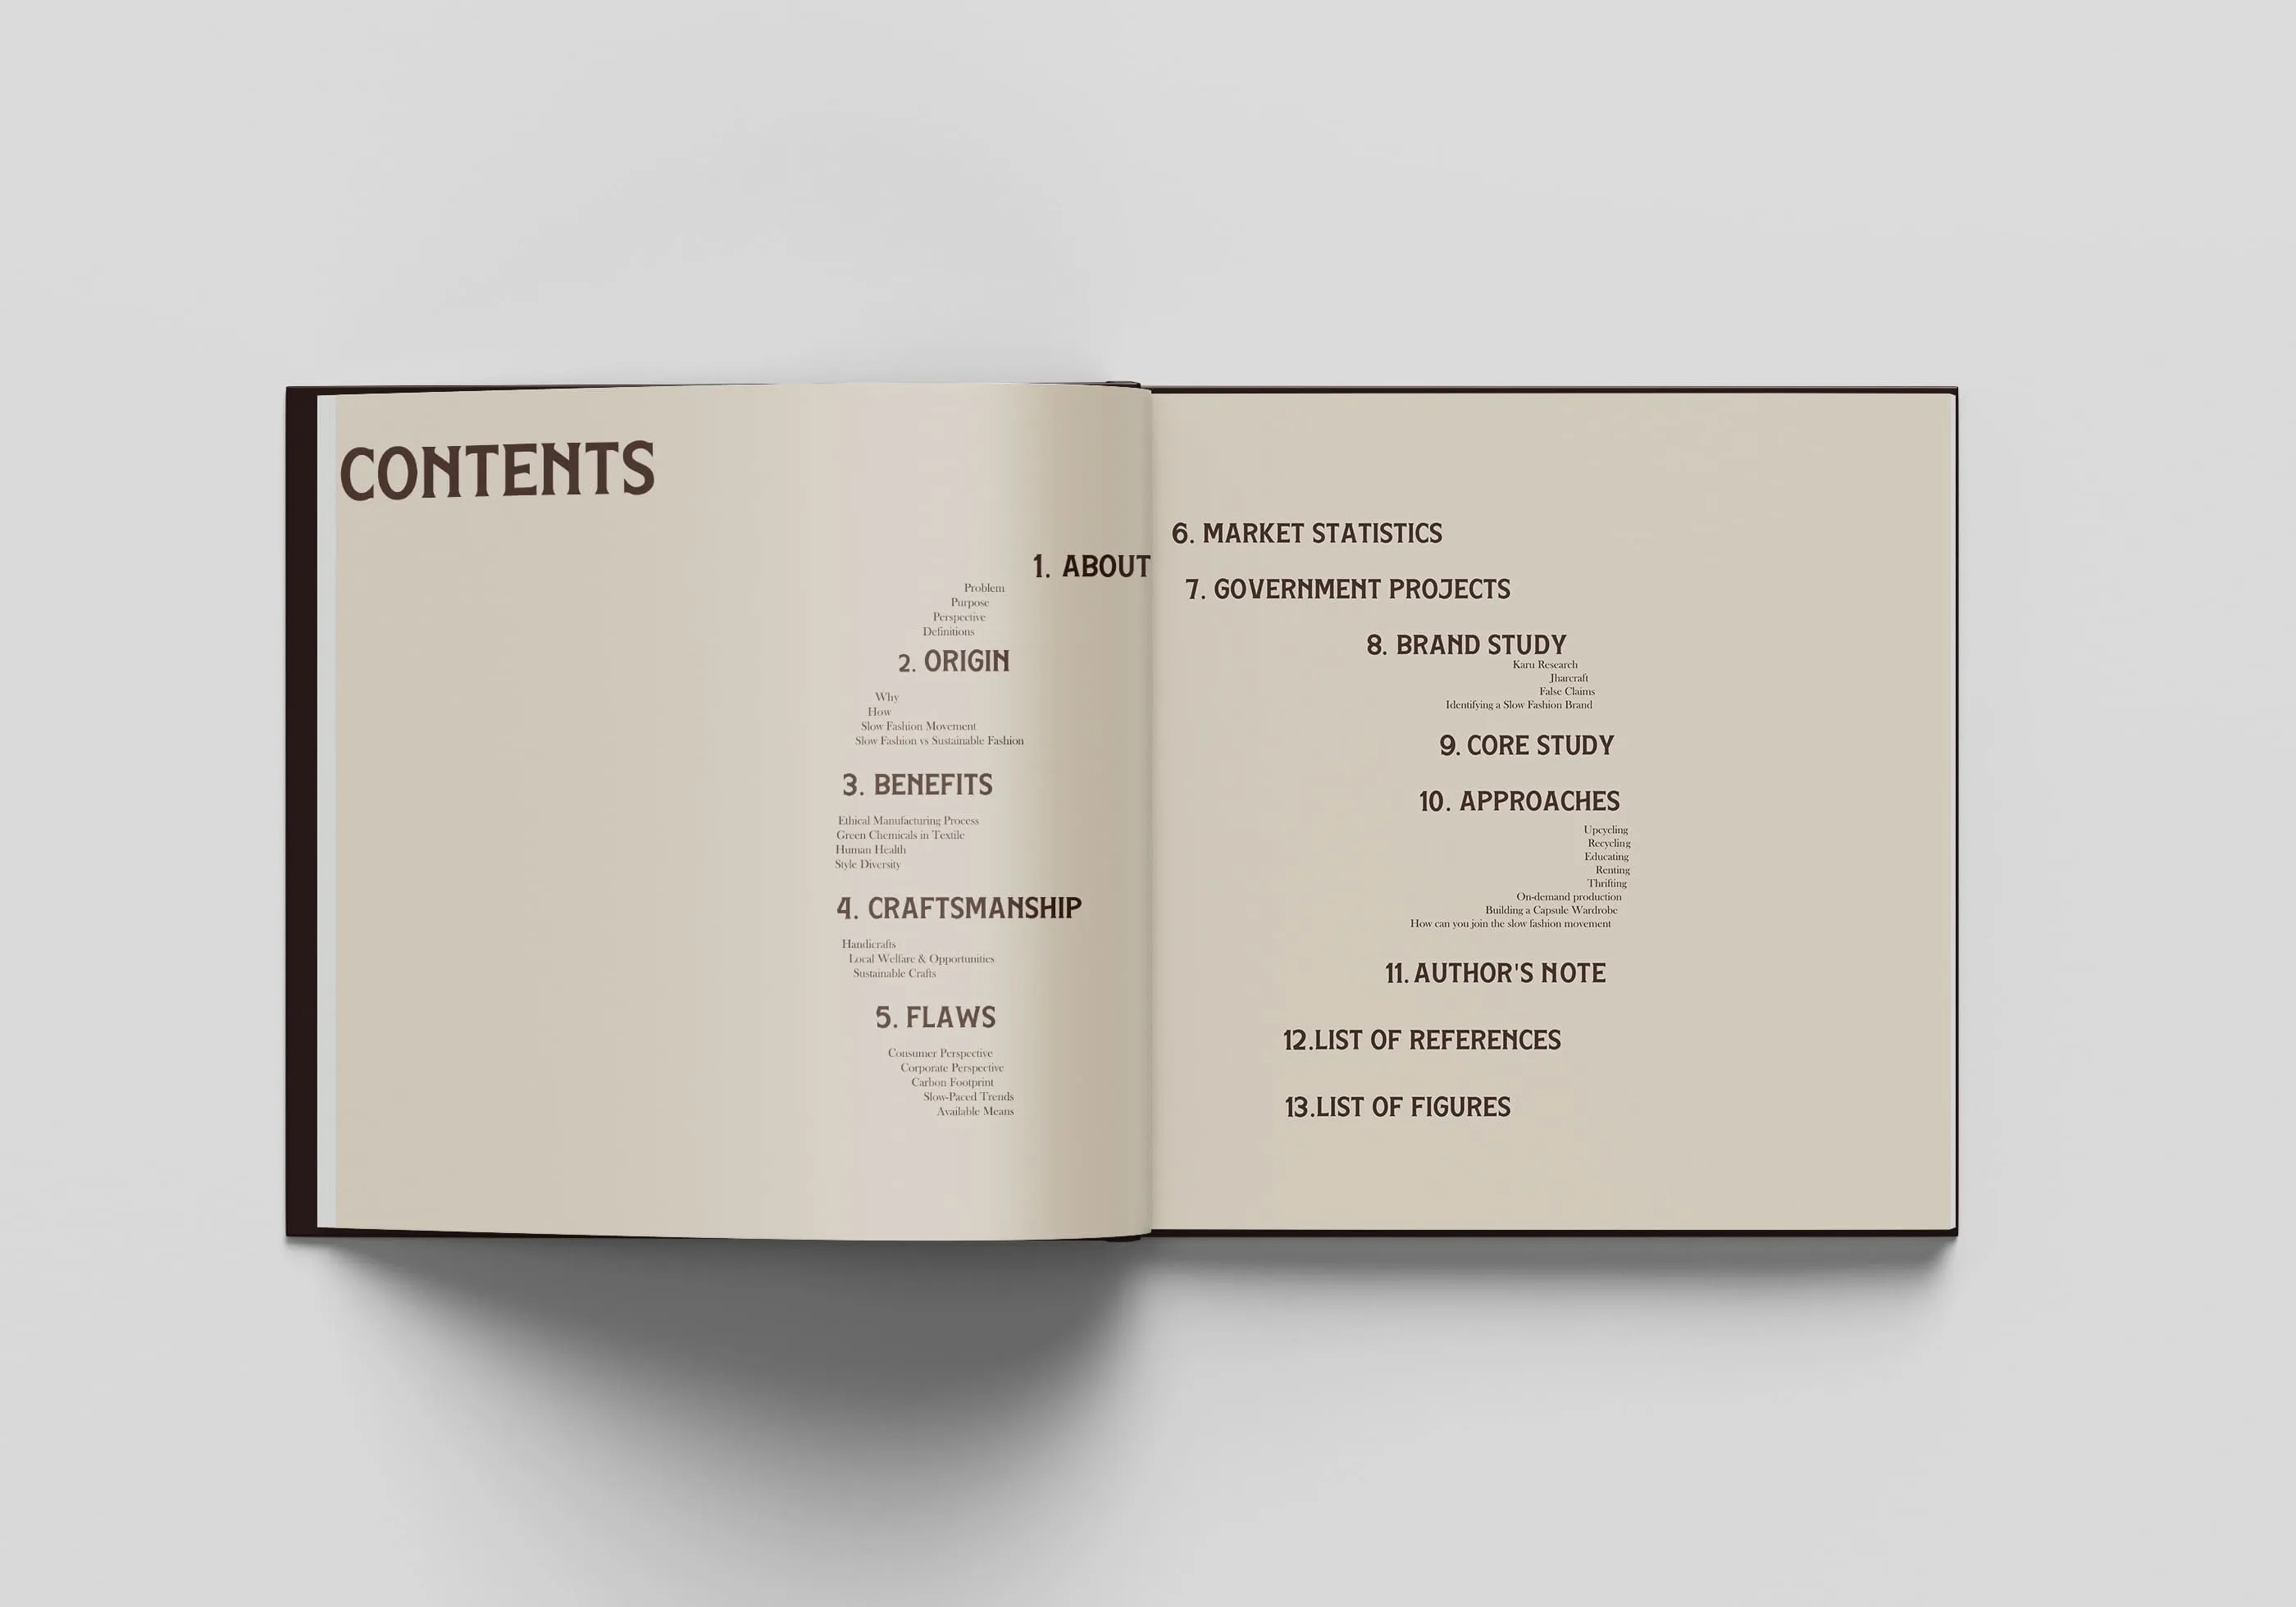 CONTENTS
1. ABOUT
Problem
Purpose
Perspective
Definitions
2. ORIGIN
Why
How
Slow Fashion Movement
Slow Fashion vs Sustainable Fashion
3. BENEFITS
Ethical Manufacturing Process
Green Chemicals in Textile
Human Health
Style Diversity
4. CRAFTSMANSHIP
Handicrafts
Local Welfare & Opportunities
Sustainable Crafts
5. FLAWS
Consumer Perspective
Corporate Perspective
Carbon Footprint
Slow-Paced Trends
Available Means
6. MARKET STATISTICS
7. GOVERNMENT PROJECTS
8. BRAND STUDY
Karu Research
Jharcraft
False Claims
Identifying a Slow Fashion Brand
9. CORE STUDY
10. APPROACHES
Upcycling
Recycling
Educating
Renting
Thrifting
On-demand production
Building a Capsule Wardrobe
How can you join the slow fashion movement
11. AUTHOR'S NOTE
12.LIST OF REFERENCES
13.LIST OF FIGURES